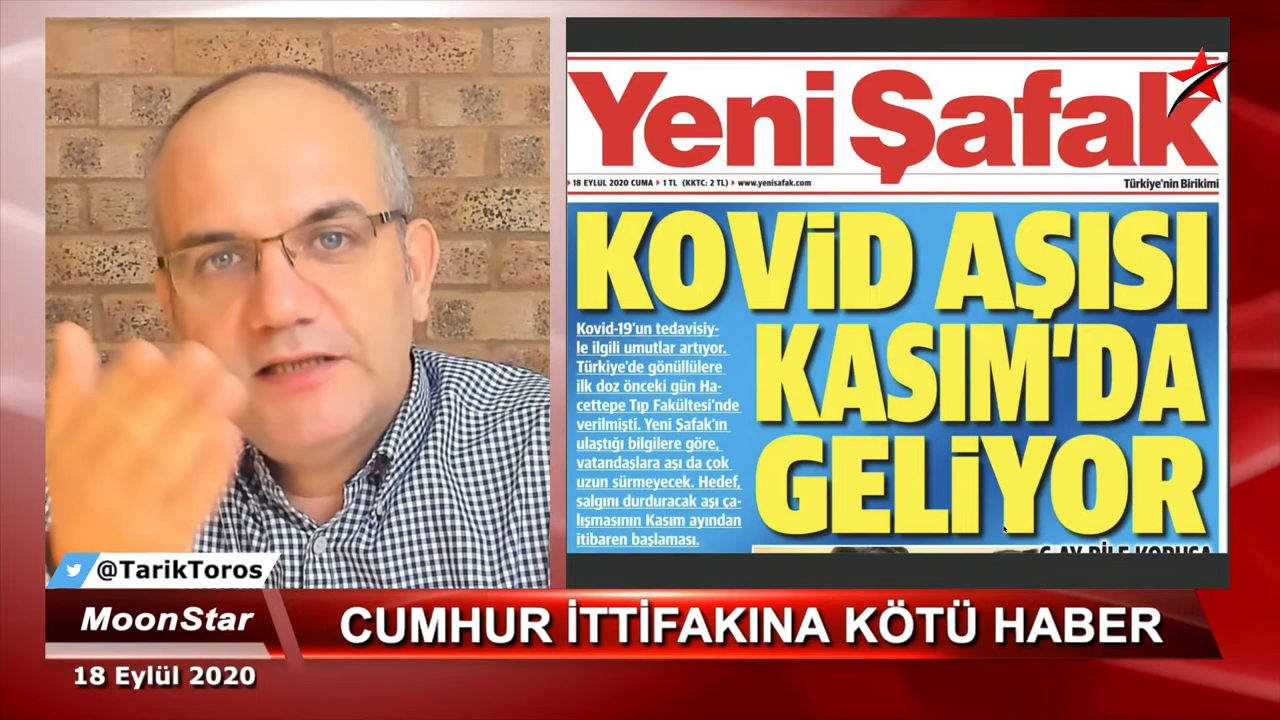 Yeni Şafak
18 EYLÜL 2020 CUMA 1 TL (KKTC: 2 TL) www.yenisafak.com
Türkiye'nin Birikimi
KOViD AŞISI
KASIM'DA
GELiYOR
Kovid-19'un tedavisiy-
le ilgili umutlar artıyor.
Türkiye'de gönüllülere
ilk doz önceki gün Ha-
cettepe Tıp Fakültesi'nde
verilmişti. Yeni Şafak'ın
ulaştığı bilgilere göre,
vatandaşlara aşı da çok
uzun sürmeyecek. Hedef,
salgını durduracak aşı ça-
lışmasının Kasım ayından
itibaren başlaması.
@TarikToros
MoonStar
CUMHUR İTTİFAKINA KÖTÜ HABER
18 Eylül 2020